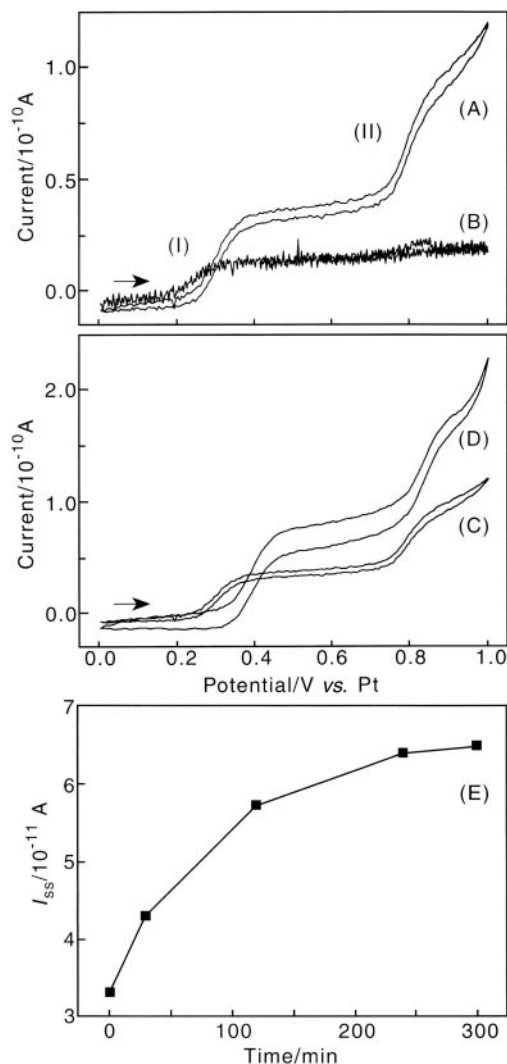 Current/10⁻¹⁰A
1.0
0.5
0.0
(I)
(II)
(A)
(B)
Current/10⁻¹⁰A
2.0
1.0
0.0
(D)
(C)
0.0 0.2 0.4 0.6 0.8 1.0
Potential/V vs. Pt
I_ss/10⁻¹¹ A
7
6
5
4
3
(E)
0 100 200 300
Time/min